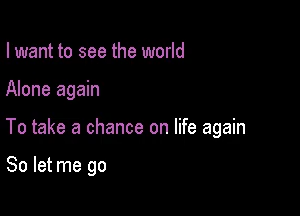 I want to see the world
Alone again
To take a chance on life again
So let me go